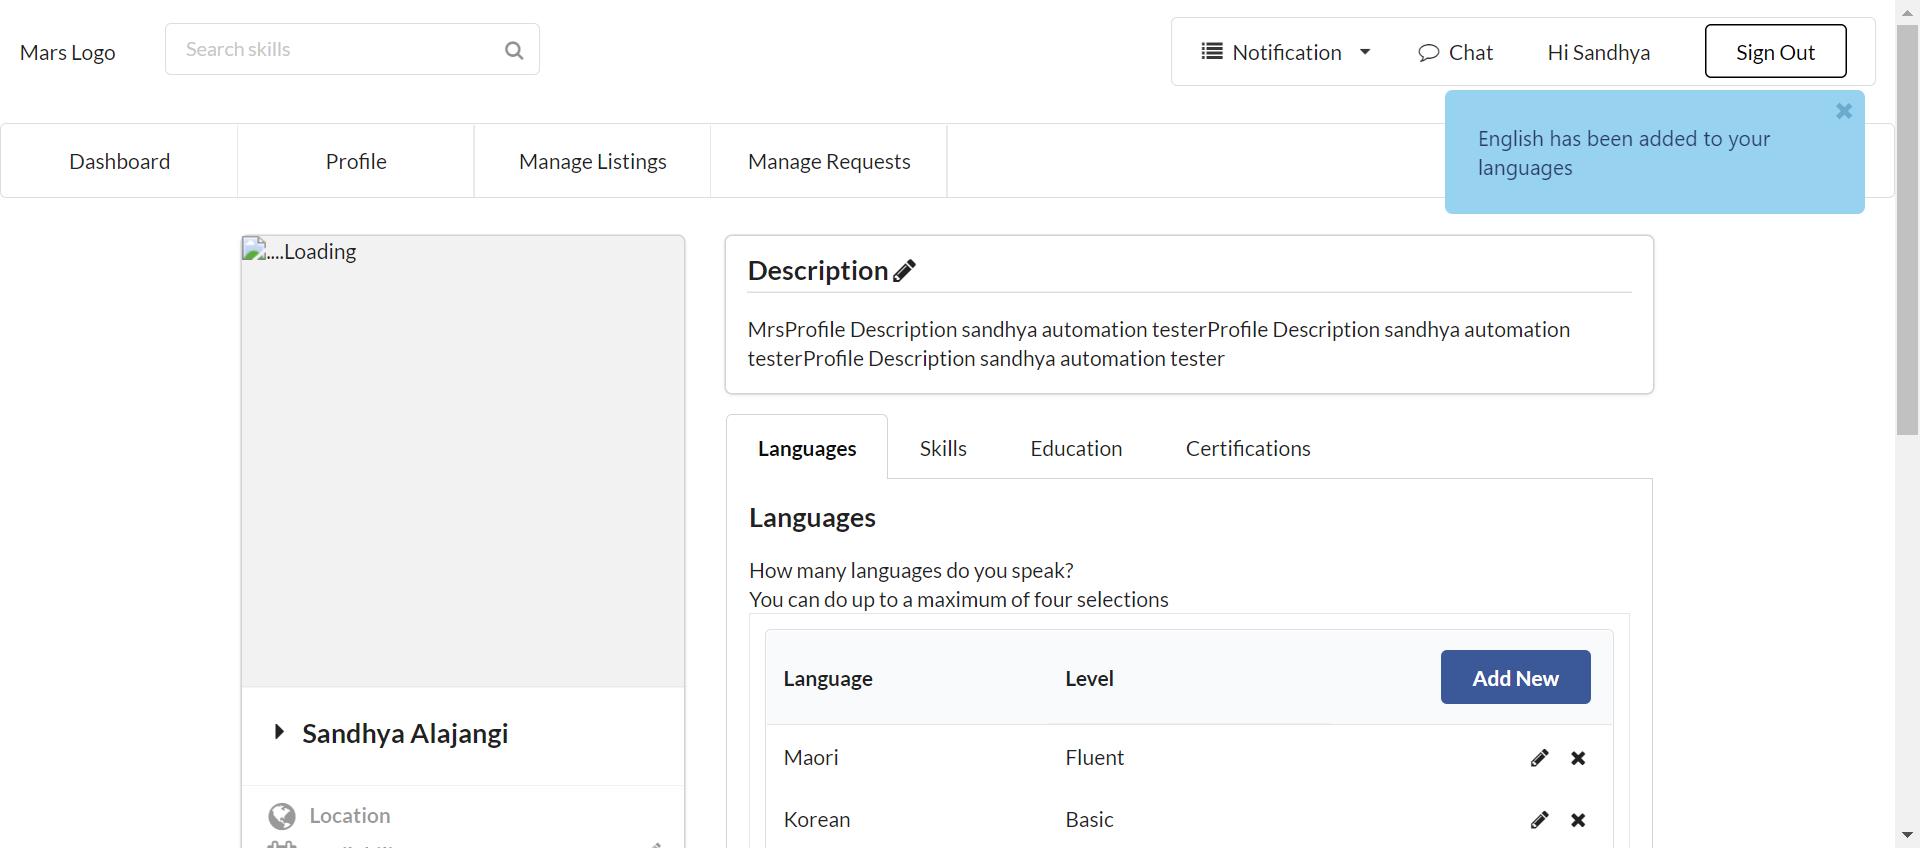 Mars Logo
Search skills
Notification
Chat
Hi Sandhya
Sign Out
English has been added to your
languages
Dashboard
Profile
Manage Listings
Manage Requests
....Loading
Description
MrsProfile Description sandhya automation testerProfile Description sandhya automation
testerProfile Description sandhya automation tester
Languages
Skills
Education
Certifications
Languages
How many languages do you speak?
You can do up to a maximum of four selections
Language
Level
Add New
Maori
Fluent
Korean
Basic
Sandhya Alajangi
Location